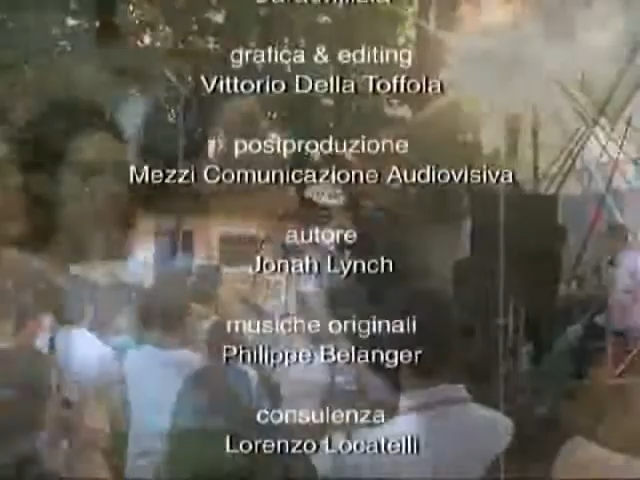 grafica & editing
Vittorio Della Toffola
postproduzione
Mezzi Comunicazione Audiovisiva
autore
Jonah Lynch
musiche originali
Philippe Belanger
consulenza
Lorenzo Locatelli